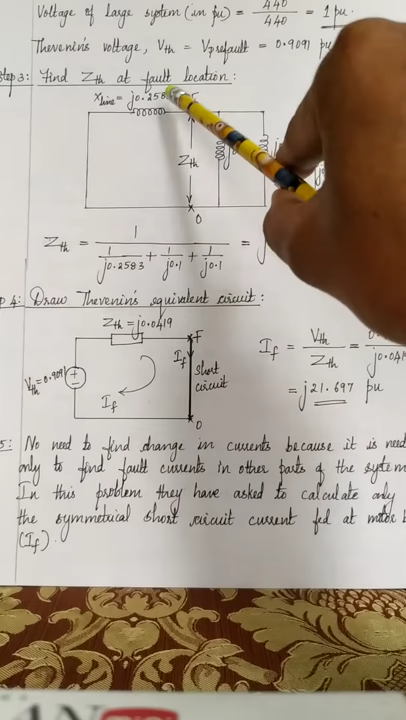 Voltage of Large system (in pu) = 440/440 = 1 pu.
Thevenin's voltage, Vth = Vprefault = 0.9091 pu
Step 3: Find Zth at fault location:
Xline = j0.258
F
Zth
O
Zth = 1 / (1/j0.2583 + 1/j0.1 + 1/j0.1) = j
p 4: Draw Thevenin's equivalent circuit:
Zth = j0.0419
F
Vth = 0.9091
If
If
Short
circuit
O
If = Vth/Zth = 0./j0.0419
= j21.697 pu
5: No need to find change in currents because it is need
only to find fault currents in other parts of the system
In this problem they have asked to calculate only
the symmetrical short circuit current fed at
(If).